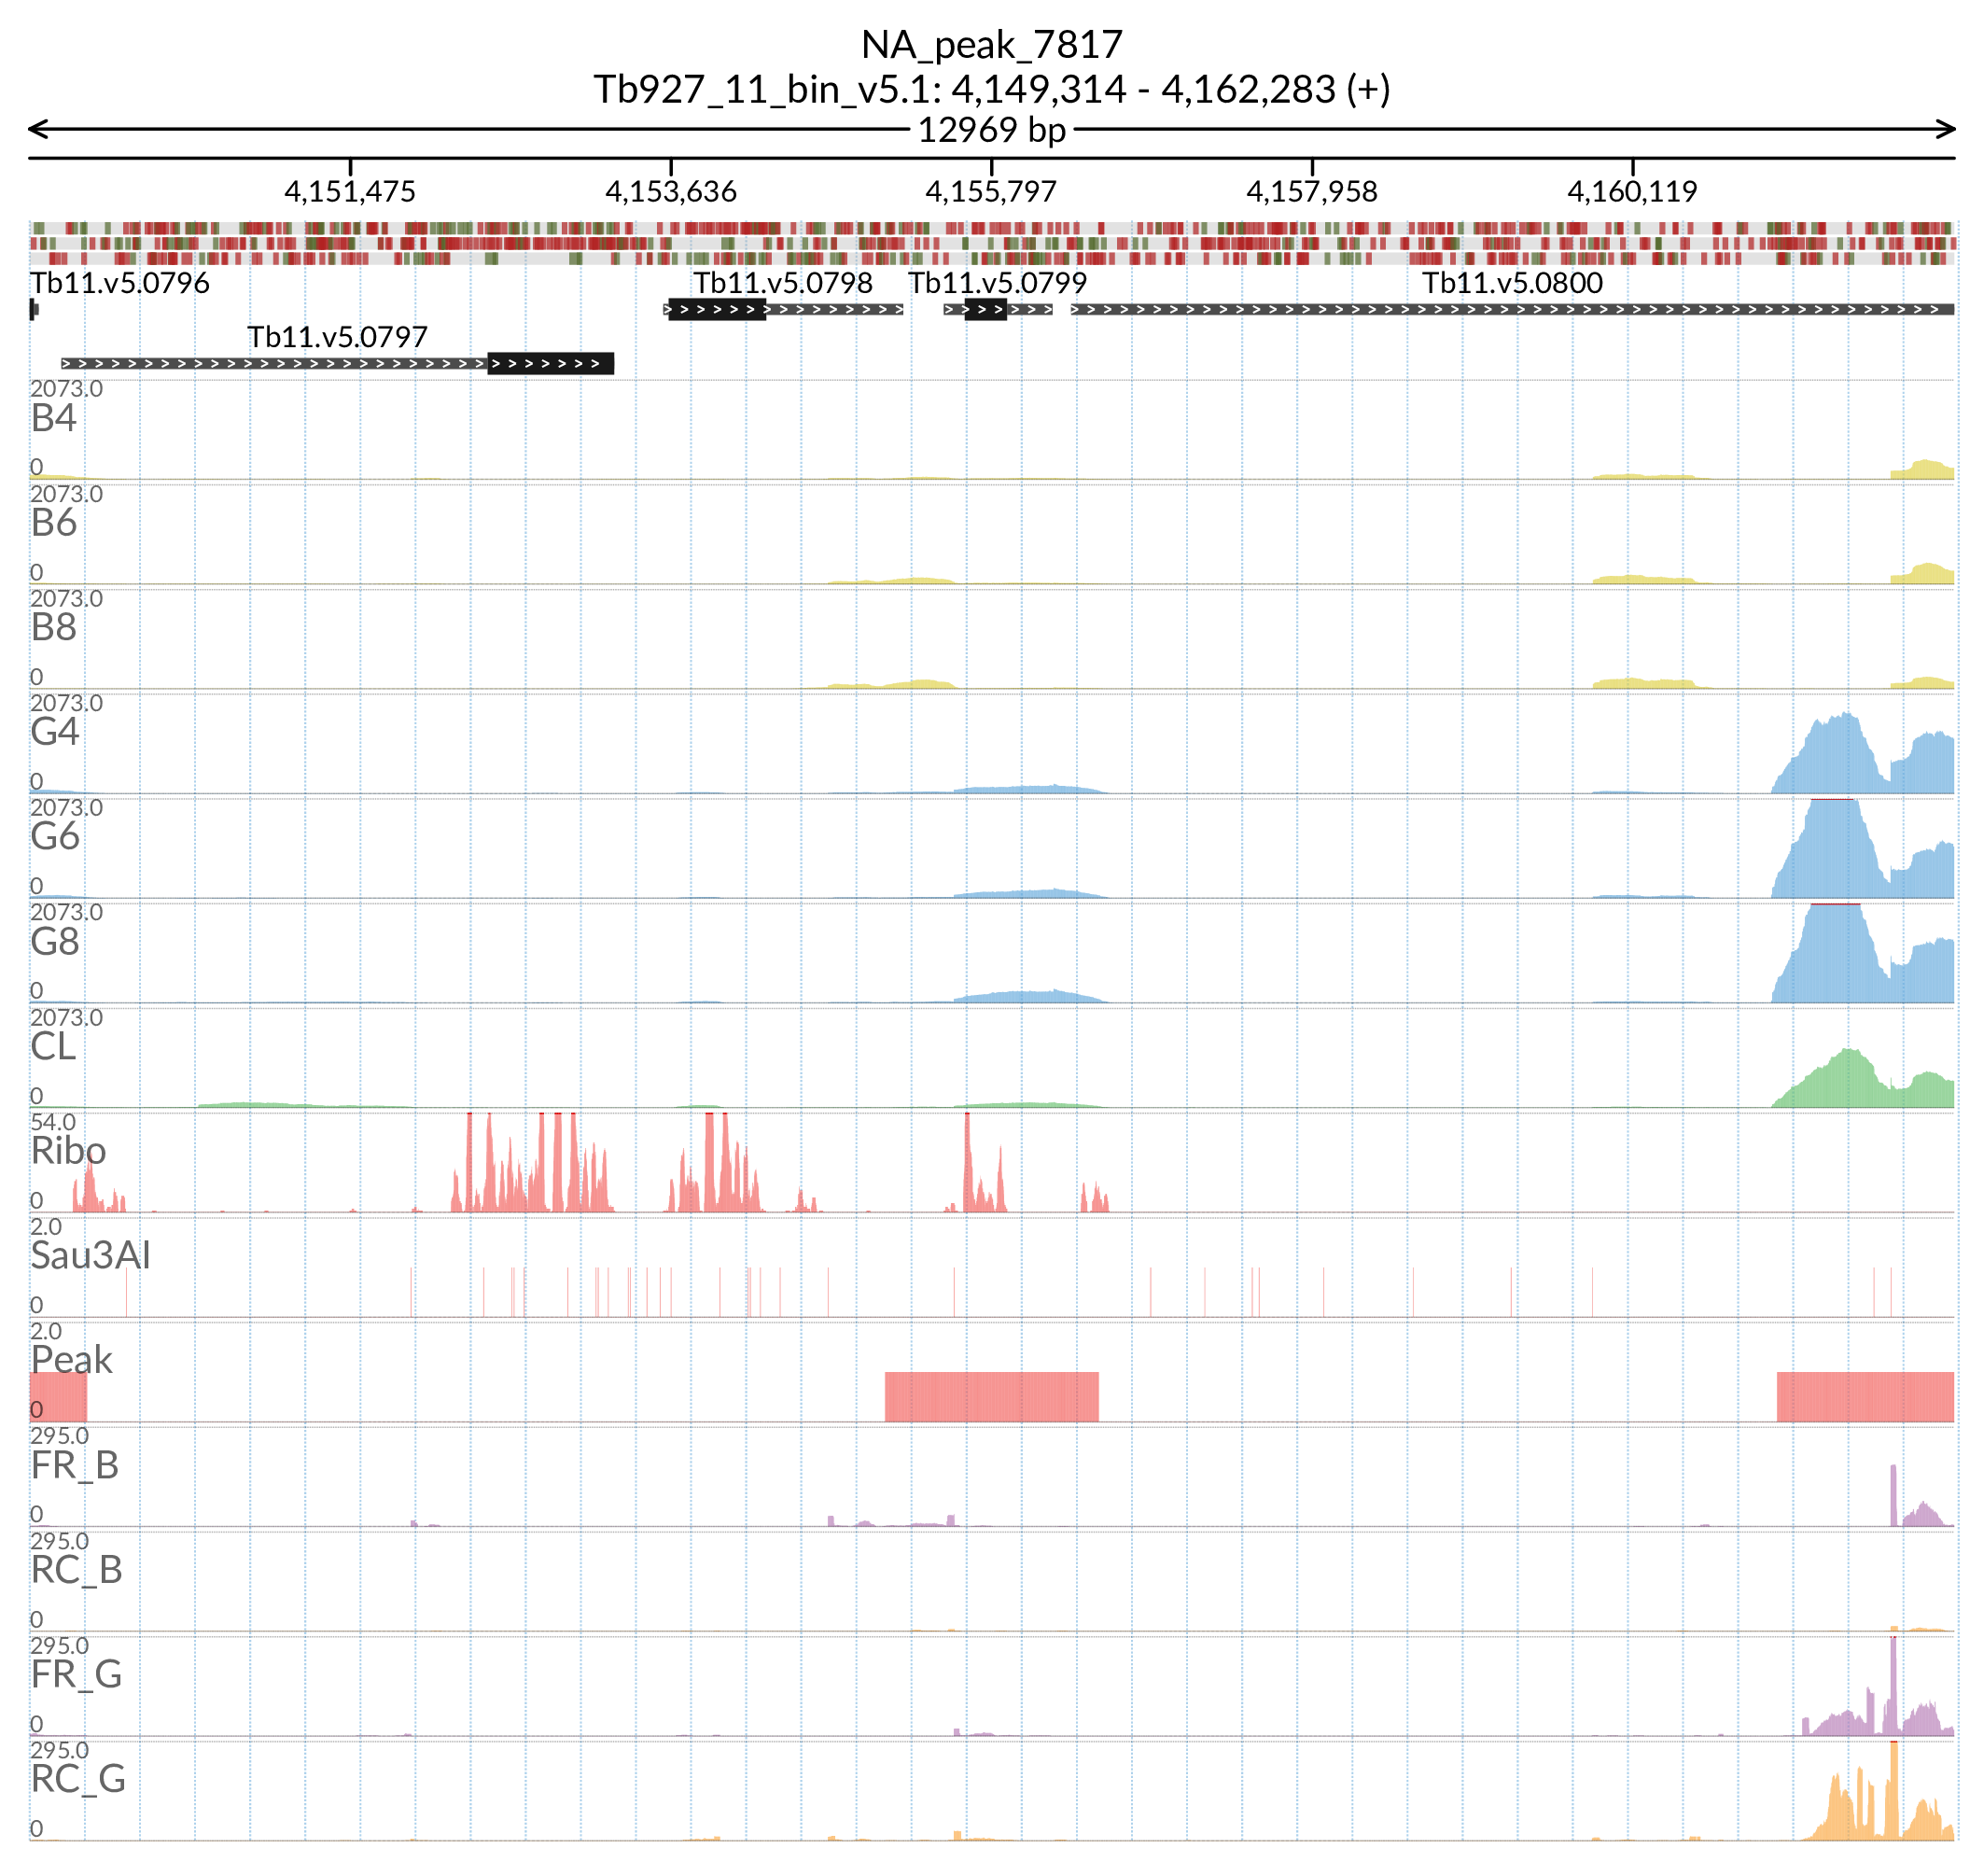 NA_peak_7817
Tb927_11_bin_v5.1: 4,149,314 - 4,162,283 (+)
12969 bp
4,151,475 4,153,636 4,155,797 4,157,958 4,160,119
Tb11.v5.0796 Tb11.v5.0798 Tb11.v5.0799 Tb11.v5.0800
Tb11.v5.0797
2073.0
B4
0
2073.0
B6
0
2073.0
B8
0
2073.0
G4
0
2073.0
G6
0
2073.0
G8
0
2073.0
CL
0
54.0
Ribo
0
2.0
Sau3AI
0
2.0
Peak
0
295.0
FR_B
0
295.0
RC_B
0
295.0
FR_G
0
295.0
RC_G
0